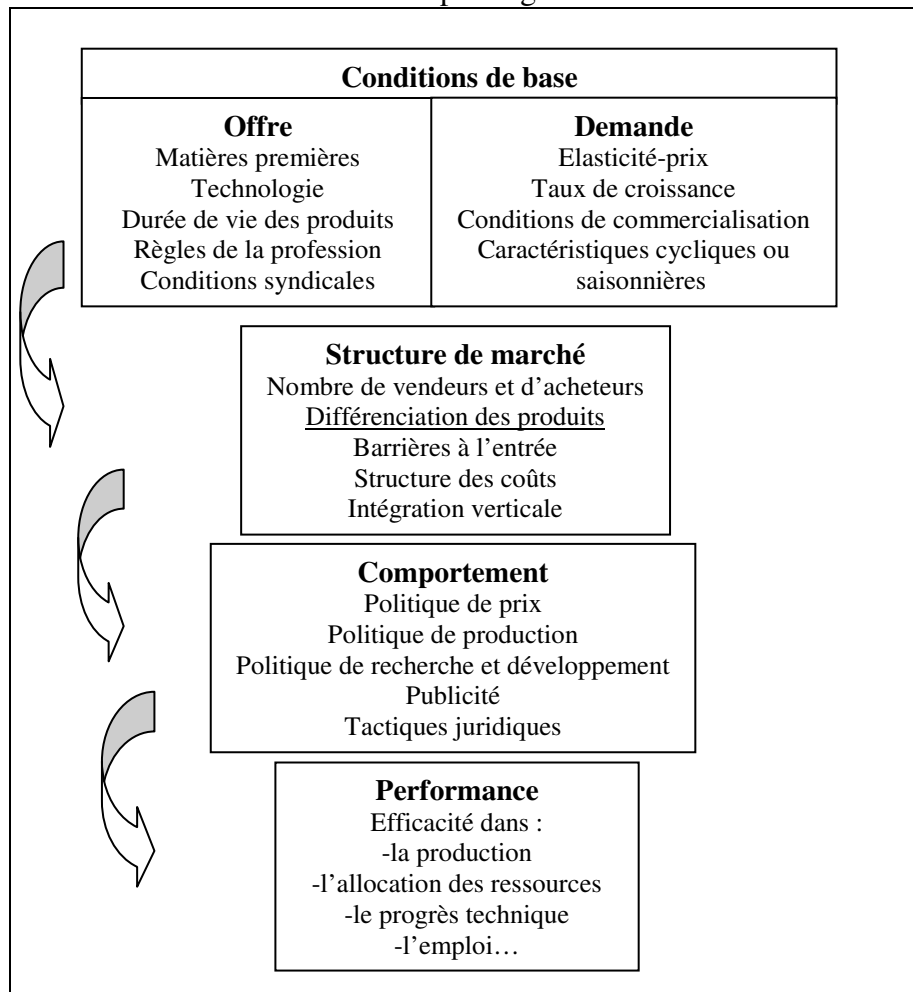 Conditions de base
Offre
Matières premières
Technologie
Durée de vie des produits
Règles de la profession
Conditions syndicales
Demande
Elasticité-prix
Taux de croissance
Conditions de commercialisation
Caractéristiques cycliques ou
saisonnières
Structure de marché
Nombre de vendeurs et d’acheteurs
Différenciation des produits
Barrières à l’entrée
Structure des coûts
Intégration verticale
Comportement
Politique de prix
Politique de production
Politique de recherche et développement
Publicité
Tactiques juridiques
Performance
Efficacité dans :
-la production
-l’allocation des ressources
-le progrès technique
-l’emploi…